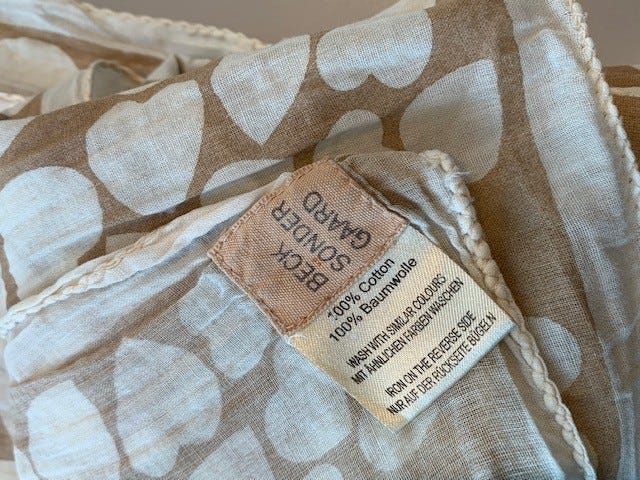 BECK
SÖNDER
GAARD
100% Cotton
100% Baumwolle
WASH WITH SIMILAR COLOURS
MIT ÄHNLICHEN FARBEN WASCHEN
IRON ON THE REVERSE SIDE
NUR AUF DER RÜCKSEITE BÜGELN